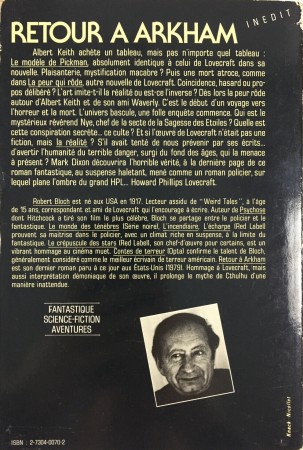 RETOUR A ARKHAM
INEDIT
Albert Keith achète un tableau, mais pas n'importe quel tableau :
Le modèle de Pickman, absolument identique à celui de Lovecraft dans
sa nouvelle. Plaisanterie, mystification macabre ? Puis une mort atroce, comme dans
La peur qui rôde, autre nouvelle de Lovecraft. Coïncidence, hasard ou pro-
pos délibéré ? L'art imite-t-il la réalité ou est-ce l'inverse ? Dès lors la peur rôde
autour d'Albert Keith et de son ami Waverly. C'est le début d'un voyage vers
l'horreur et la mort. L'univers bascule, une folle enquête commence. Qui est le
mystérieux révérend Nye, chef de la secte de la Sagesse des Etoiles ? Quelle est
cette conspiration secrète... ce culte ? Et si l'œuvre de Lovecraft n'était pas une
fiction, mais la réalité ? S'il avait tenté de nous prévenir par ses écrits...
d'avertir l'humanité du terrible danger, surgi du fond des âges, qui la menace
à présent ? Mark Dixon découvrira l'horrible vérité, à la dernière page de ce
roman fantastique, au suspense haletant, mené comme un roman policier, sur
lequel plane l'ombre du grand HPL... Howard Phillips Lovecraft.
Robert Bloch est né aux USA en 1917. Lecteur assidu de "Weird Tales", à l'âge
de 15 ans, correspondant et ami de Lovecraft qui l'encouragea à écrire. Auteur de Psychose
dont Hitchcock a tiré son film le plus célèbre, Bloch se partage entre le policier et le
fantastique. Le monde des ténèbres (Série noire), L'incendiaire, L'écharpe (Red Label)
prouvent sa maîtrise dans le policier, avec un climat riche en suspense, à la limite du
fantastique. Le crépuscule des stars (Red Label), son chef-d'œuvre pour certains, est un
vibrant hommage au cinéma muet. Contes de terreur (Opta) confirme le talent de Bloch,
généralement considéré comme le meilleur écrivain de terreur américain. Retour à Arkham
est son dernier roman paru à ce jour aux États-Unis (1979). Hommage à Lovecraft, mais
aussi interprétation démoniaque de son œuvre, il prolonge le mythe de Cthulhu d'une
manière inattendue.
FANTASTIQUE
SCIENCE-FICTION
AVENTURES
Keuck Nicollet
ISBN : 2-7304-0070-2